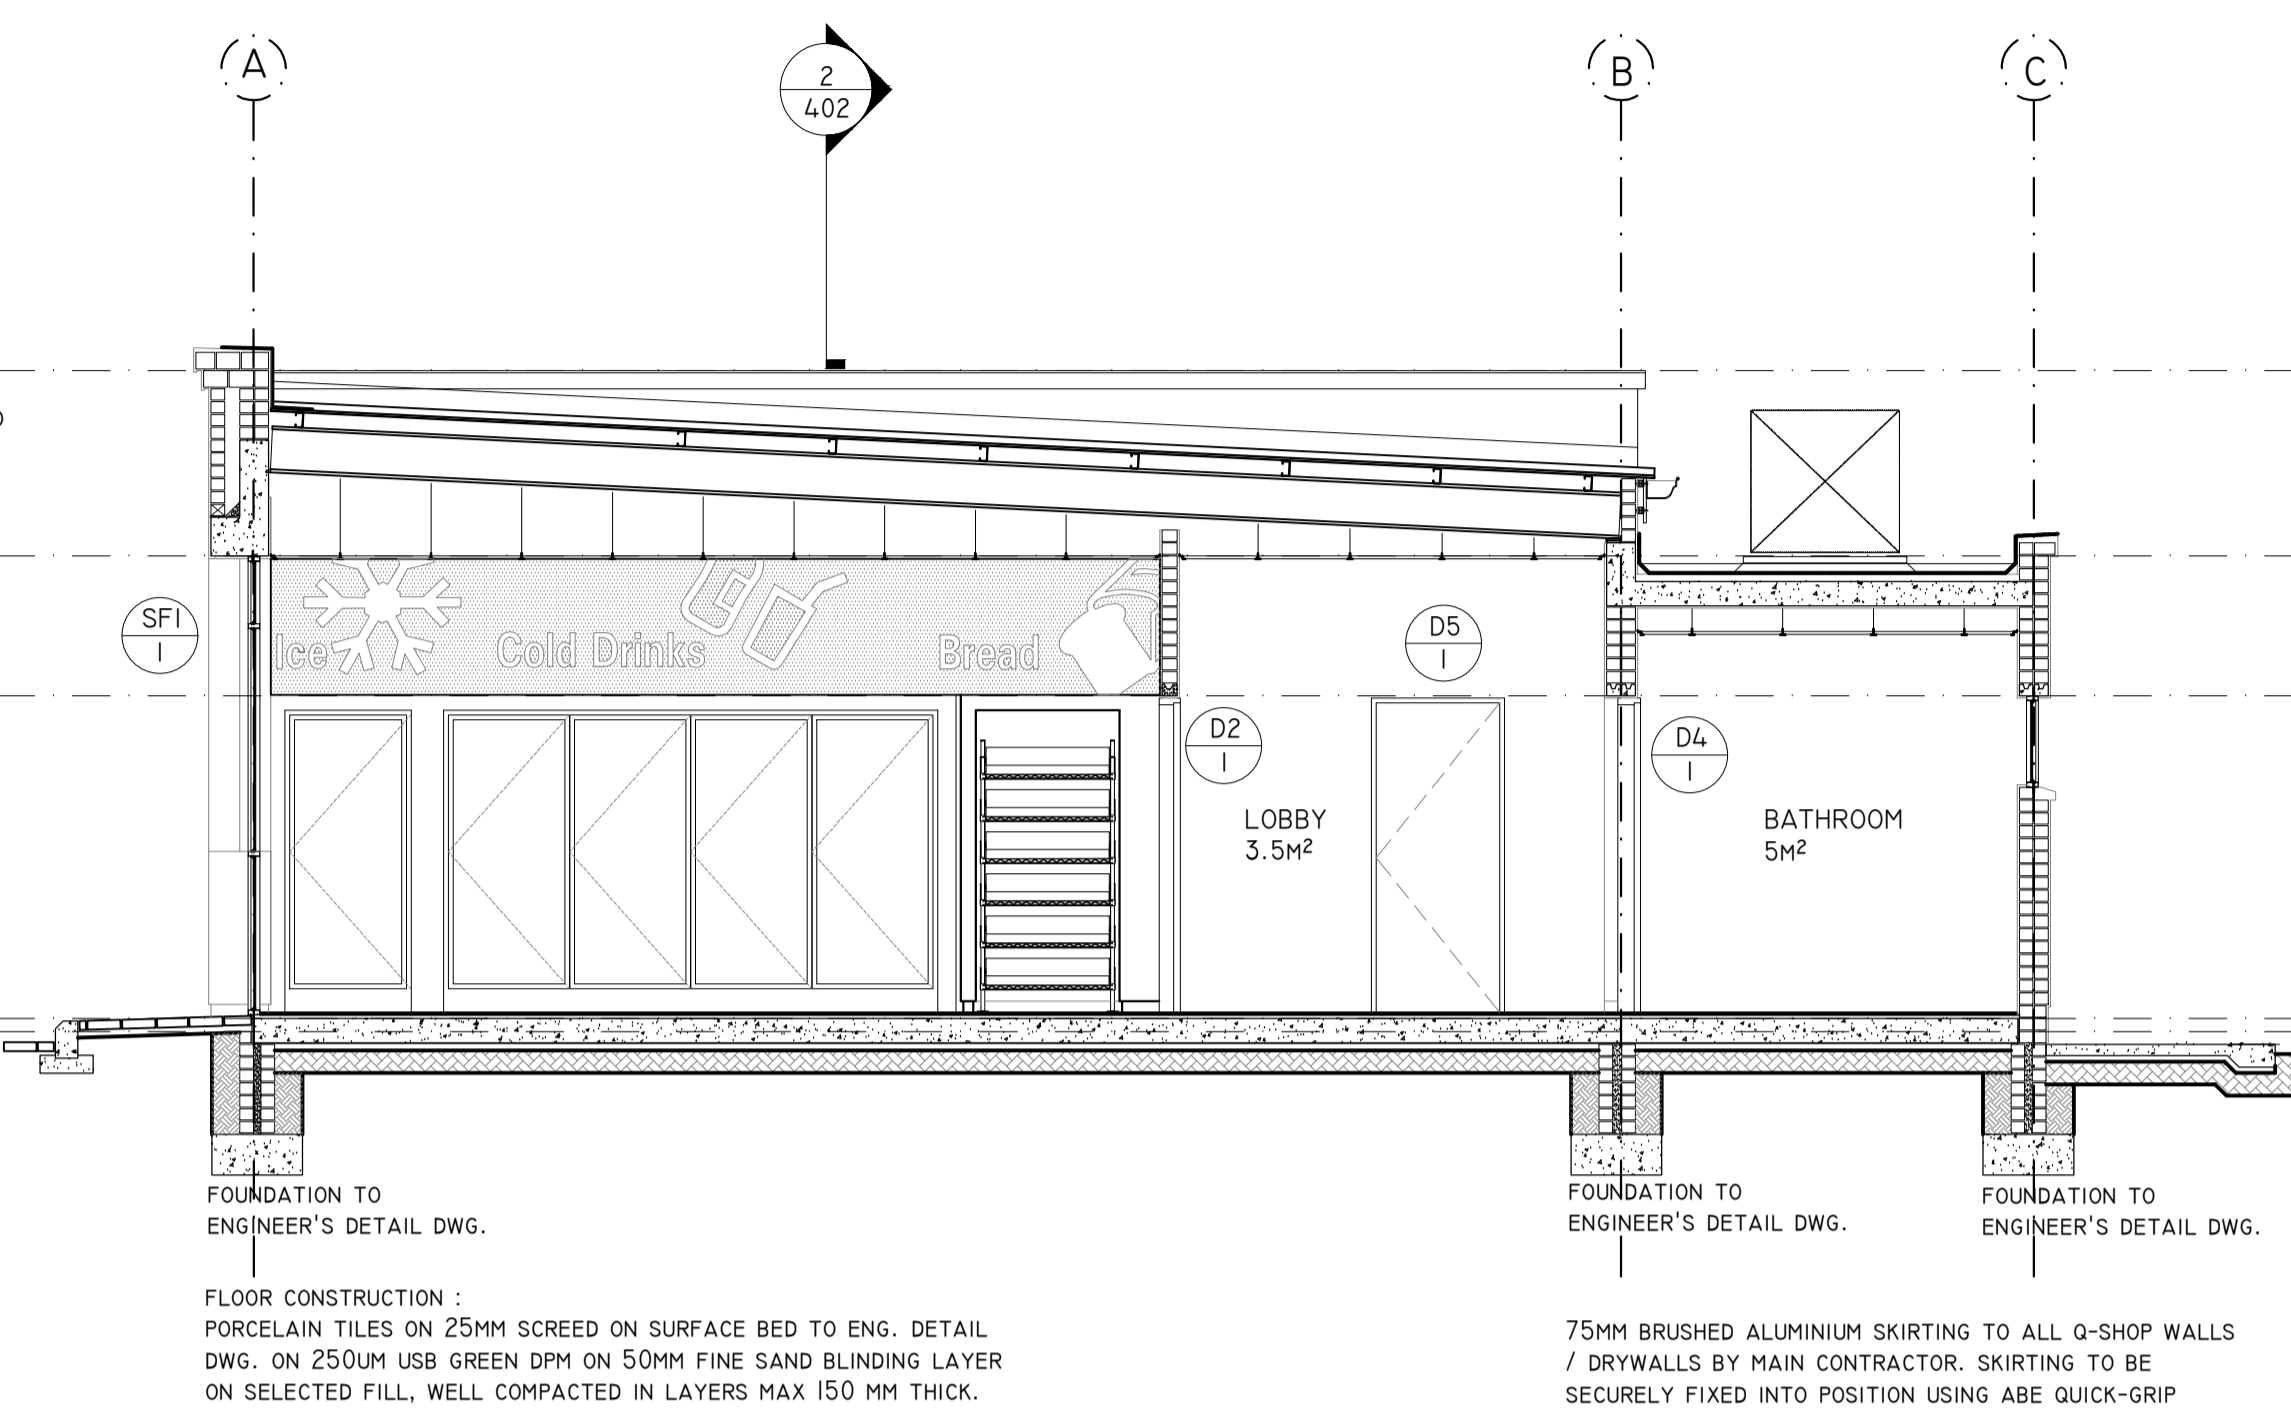 A
2
402
B
C
SF1
1
Ice
Cold Drinks
Bread
D5
1
D2
1
D4
1
LOBBY
3.5M²
BATHROOM
5M²
FOUNDATION TO
ENGINEER'S DETAIL DWG.
FOUNDATION TO
ENGINEER'S DETAIL DWG.
FOUNDATION TO
ENGINEER'S DETAIL DWG.
FLOOR CONSTRUCTION :
PORCELAIN TILES ON 25MM SCREED ON SURFACE BED TO ENG. DETAIL
DWG. ON 250UM USB GREEN DPM ON 50MM FINE SAND BLINDING LAYER
ON SELECTED FILL, WELL COMPACTED IN LAYERS MAX 150 MM THICK.
75MM BRUSHED ALUMINIUM SKIRTING TO ALL Q-SHOP WALLS
/ DRYWALLS BY MAIN CONTRACTOR. SKIRTING TO BE
SECURELY FIXED INTO POSITION USING ABE QUICK-GRIP